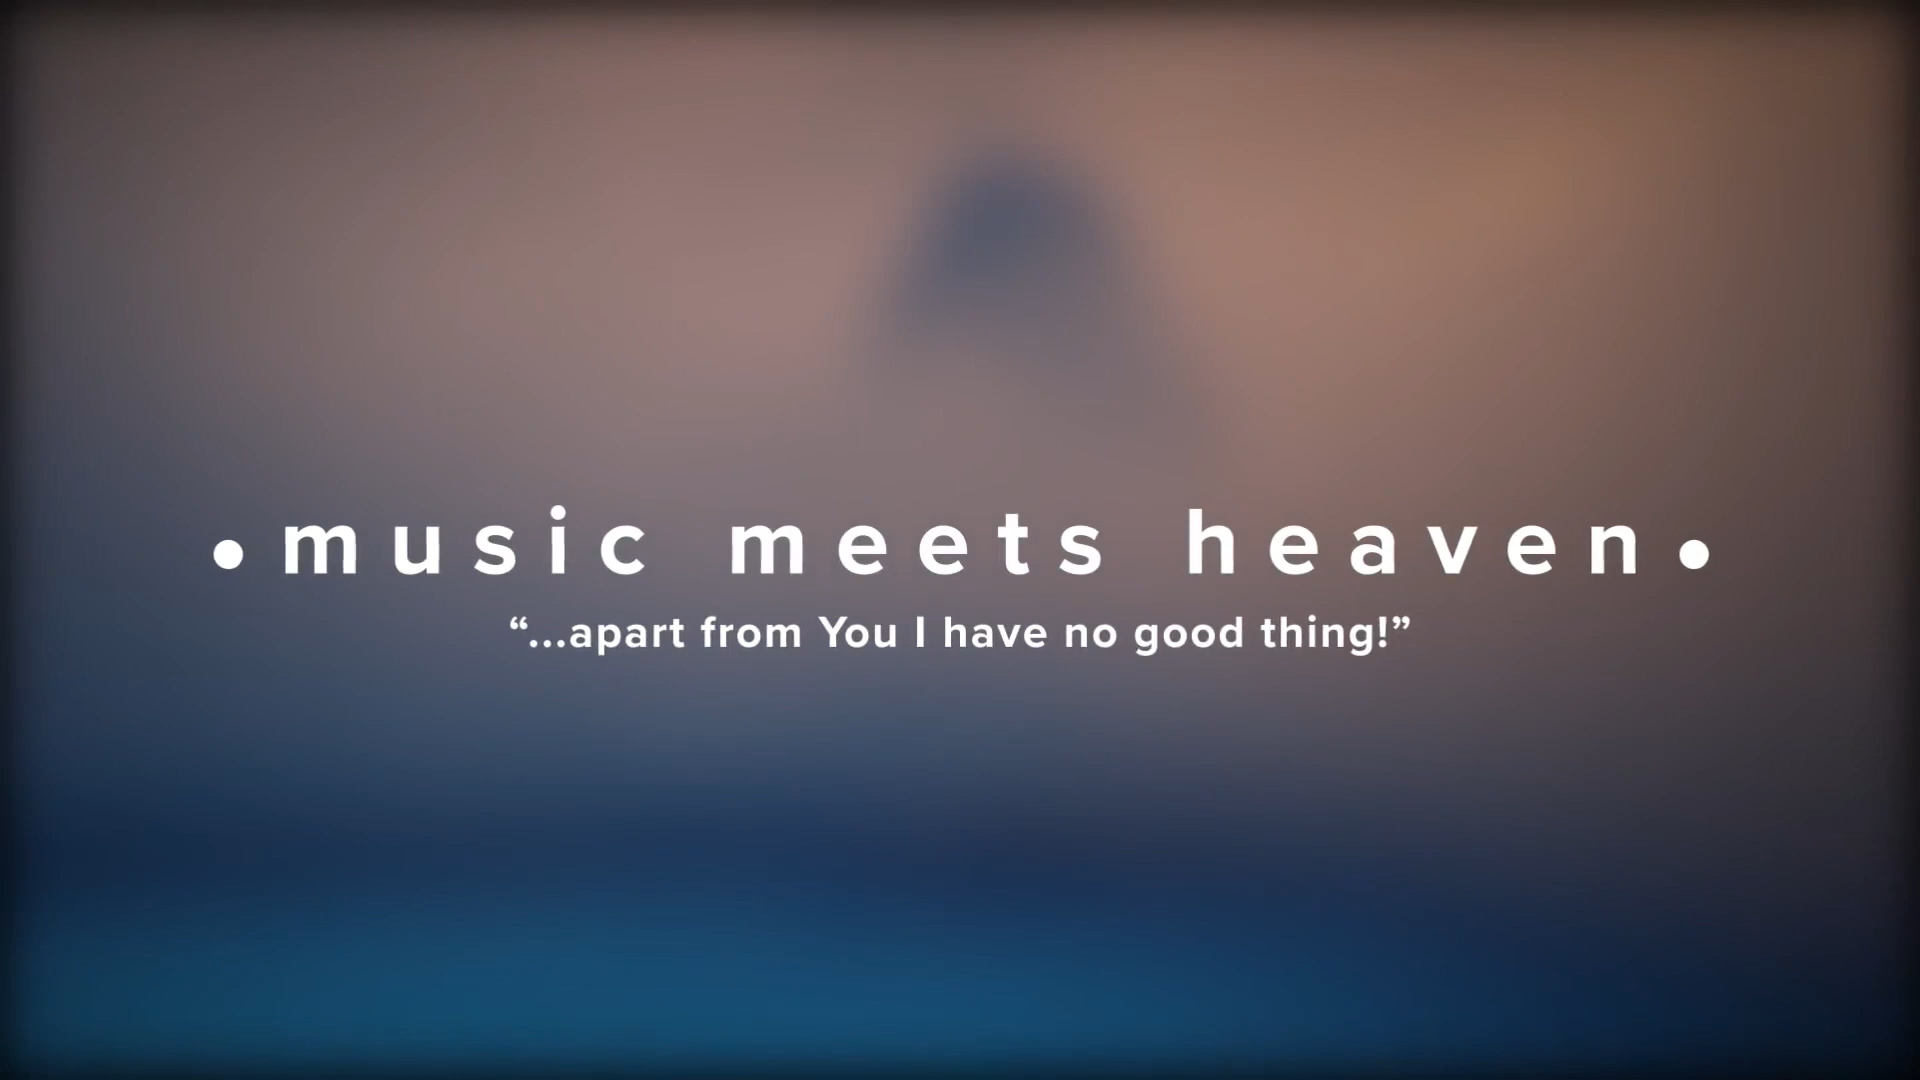 • music meets heaven •
“...apart from You I have no good thing!”